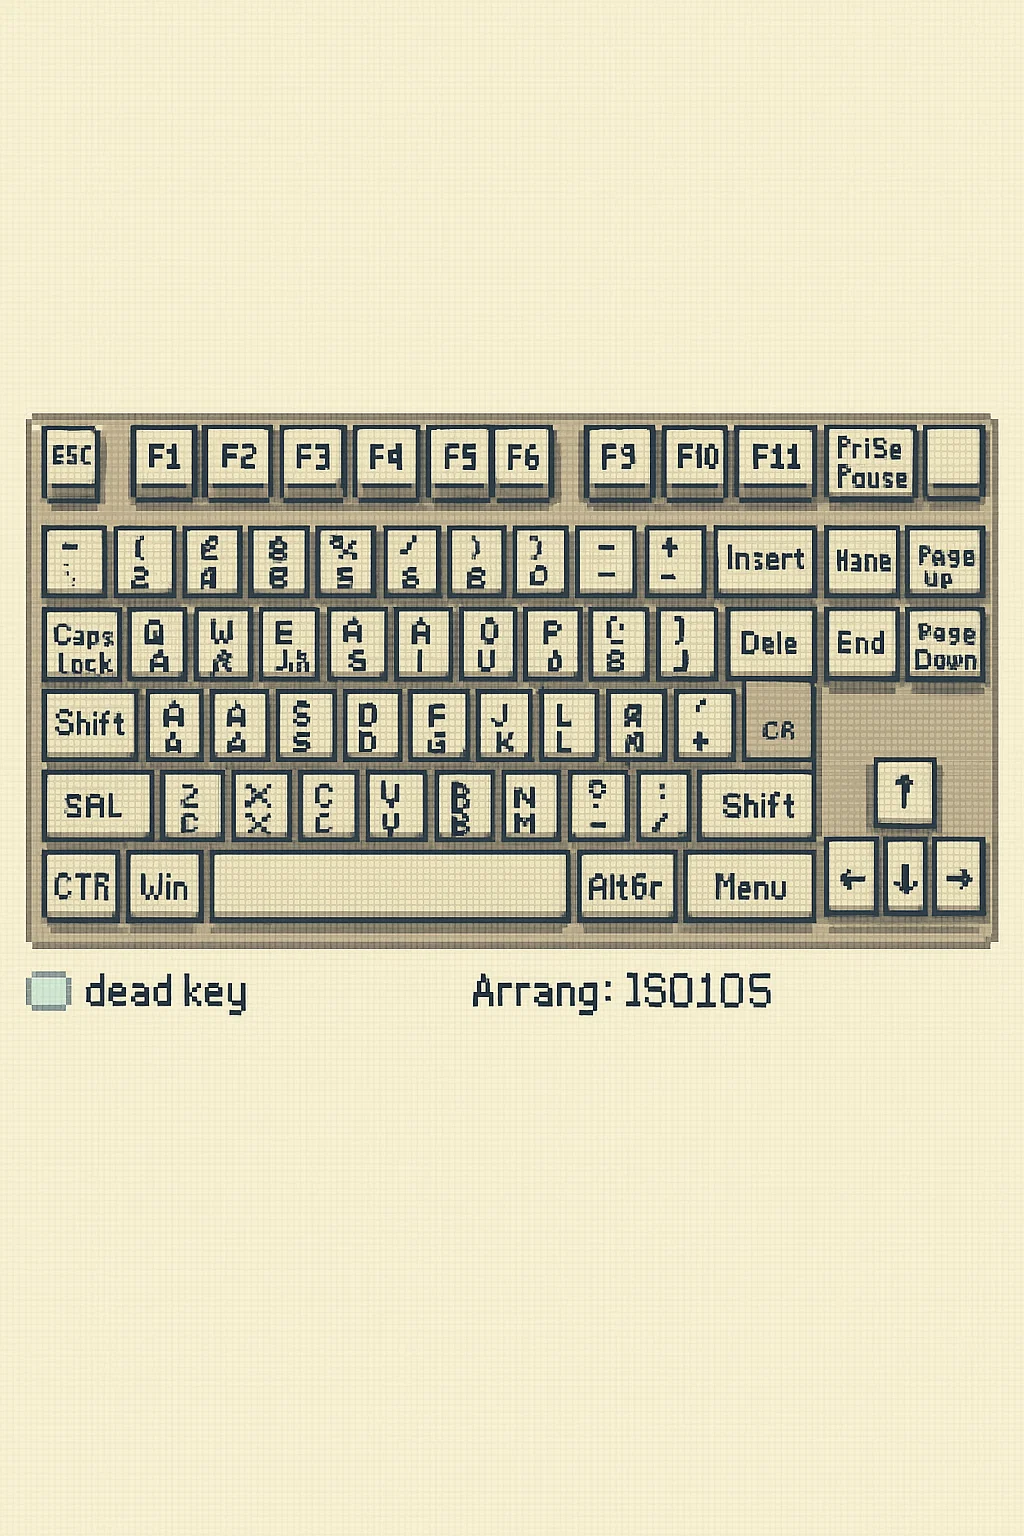 ESC F1 F2 F3 F4 F5 F6 F9 F10 F11 PriSe
Pause
- ( % / ) ) - + Insert Hane Page
2 A 8 5 6 8 0 - - up
Caps Q W E A A O P ( ] Dele End Page
lock A S I U 8 Down
Shift A A S D F J L ' CR
S D G K L M +
SAL 2 X C V B N : Shift
C X C Y B M - /
CTR Win Alt6r Menu ← ↓ → ↑
dead key Arrang: ISO105